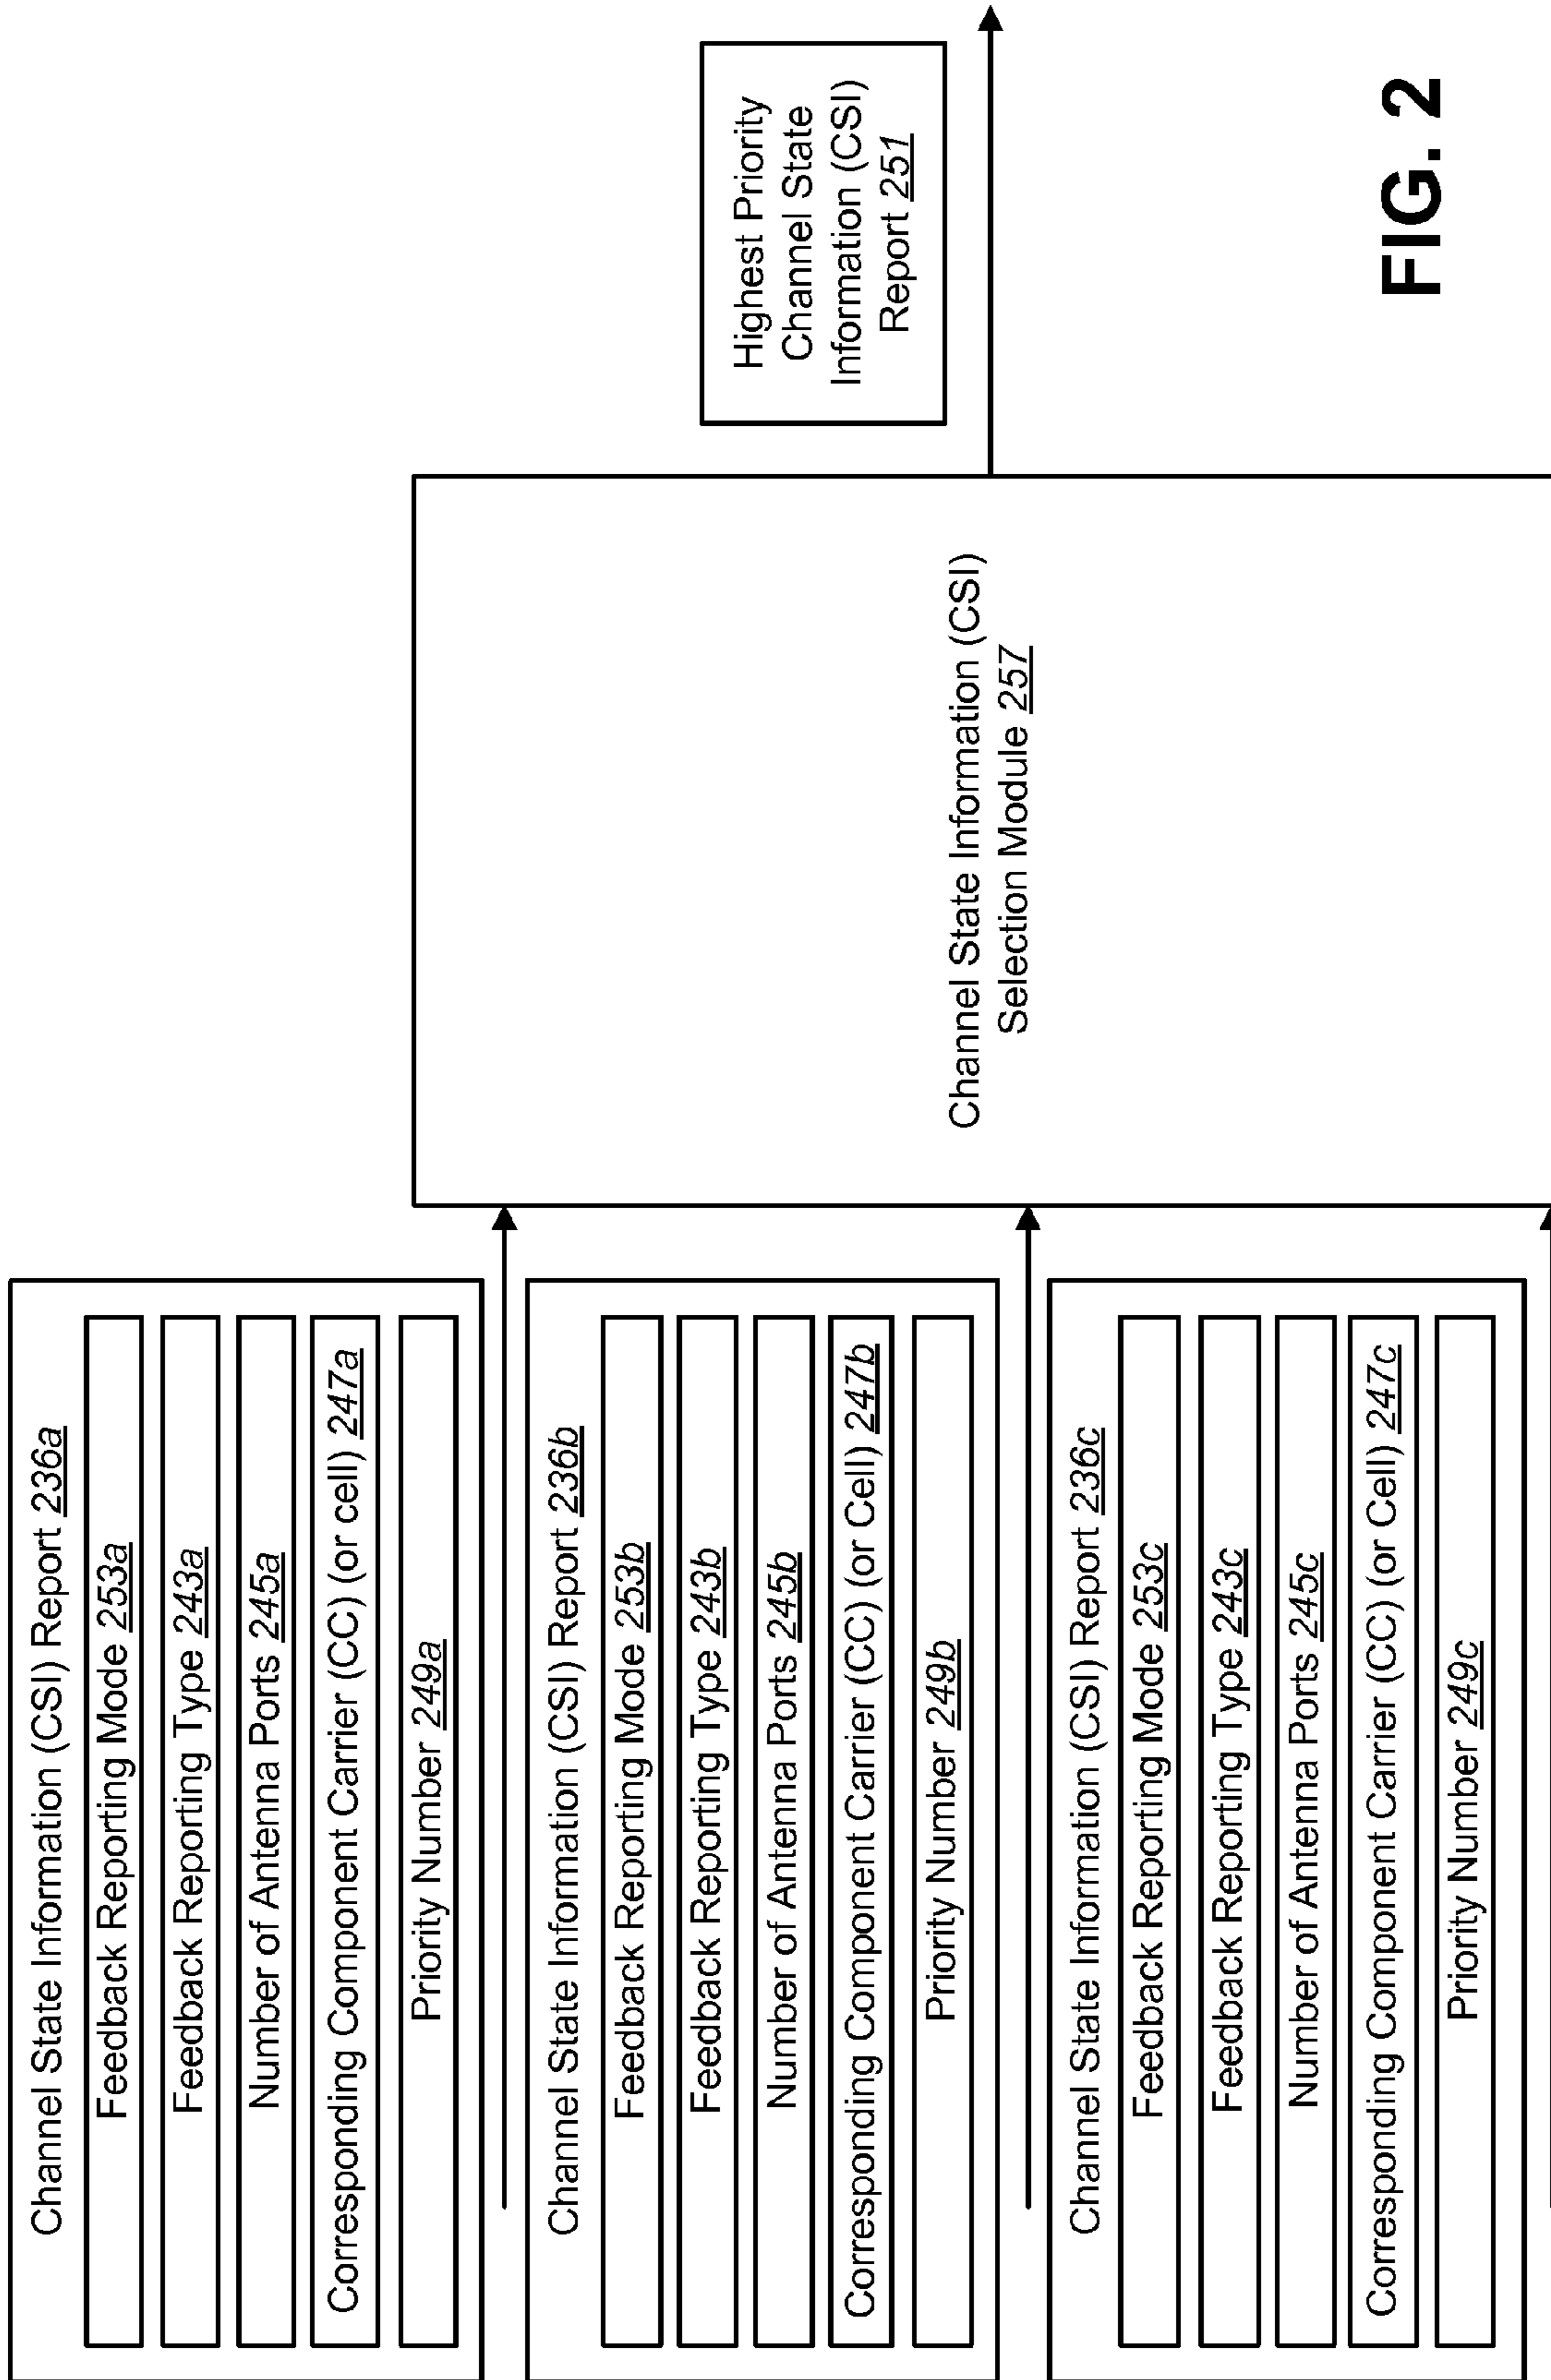 Channel State Information (CSI) Report 236a
Feedback Reporting Mode 253a
Feedback Reporting Type 243a
Number of Antenna Ports 245a
Corresponding Component Carrier (CC) (or cell) 247a
Priority Number 249a
Channel State Information (CSI) Report 236b
Feedback Reporting Mode 253b
Feedback Reporting Type 243b
Number of Antenna Ports 245b
Corresponding Component Carrier (CC) (or Cell) 247b
Priority Number 249b
Channel State Information (CSI) Report 236c
Feedback Reporting Mode 253c
Feedback Reporting Type 243c
Number of Antenna Ports 245c
Corresponding Component Carrier (CC) (or Cell) 247c
Priority Number 249c
Channel State Information (CSI)
Selection Module 257
Highest Priority
Channel State
Information (CSI)
Report 251
FIG. 2